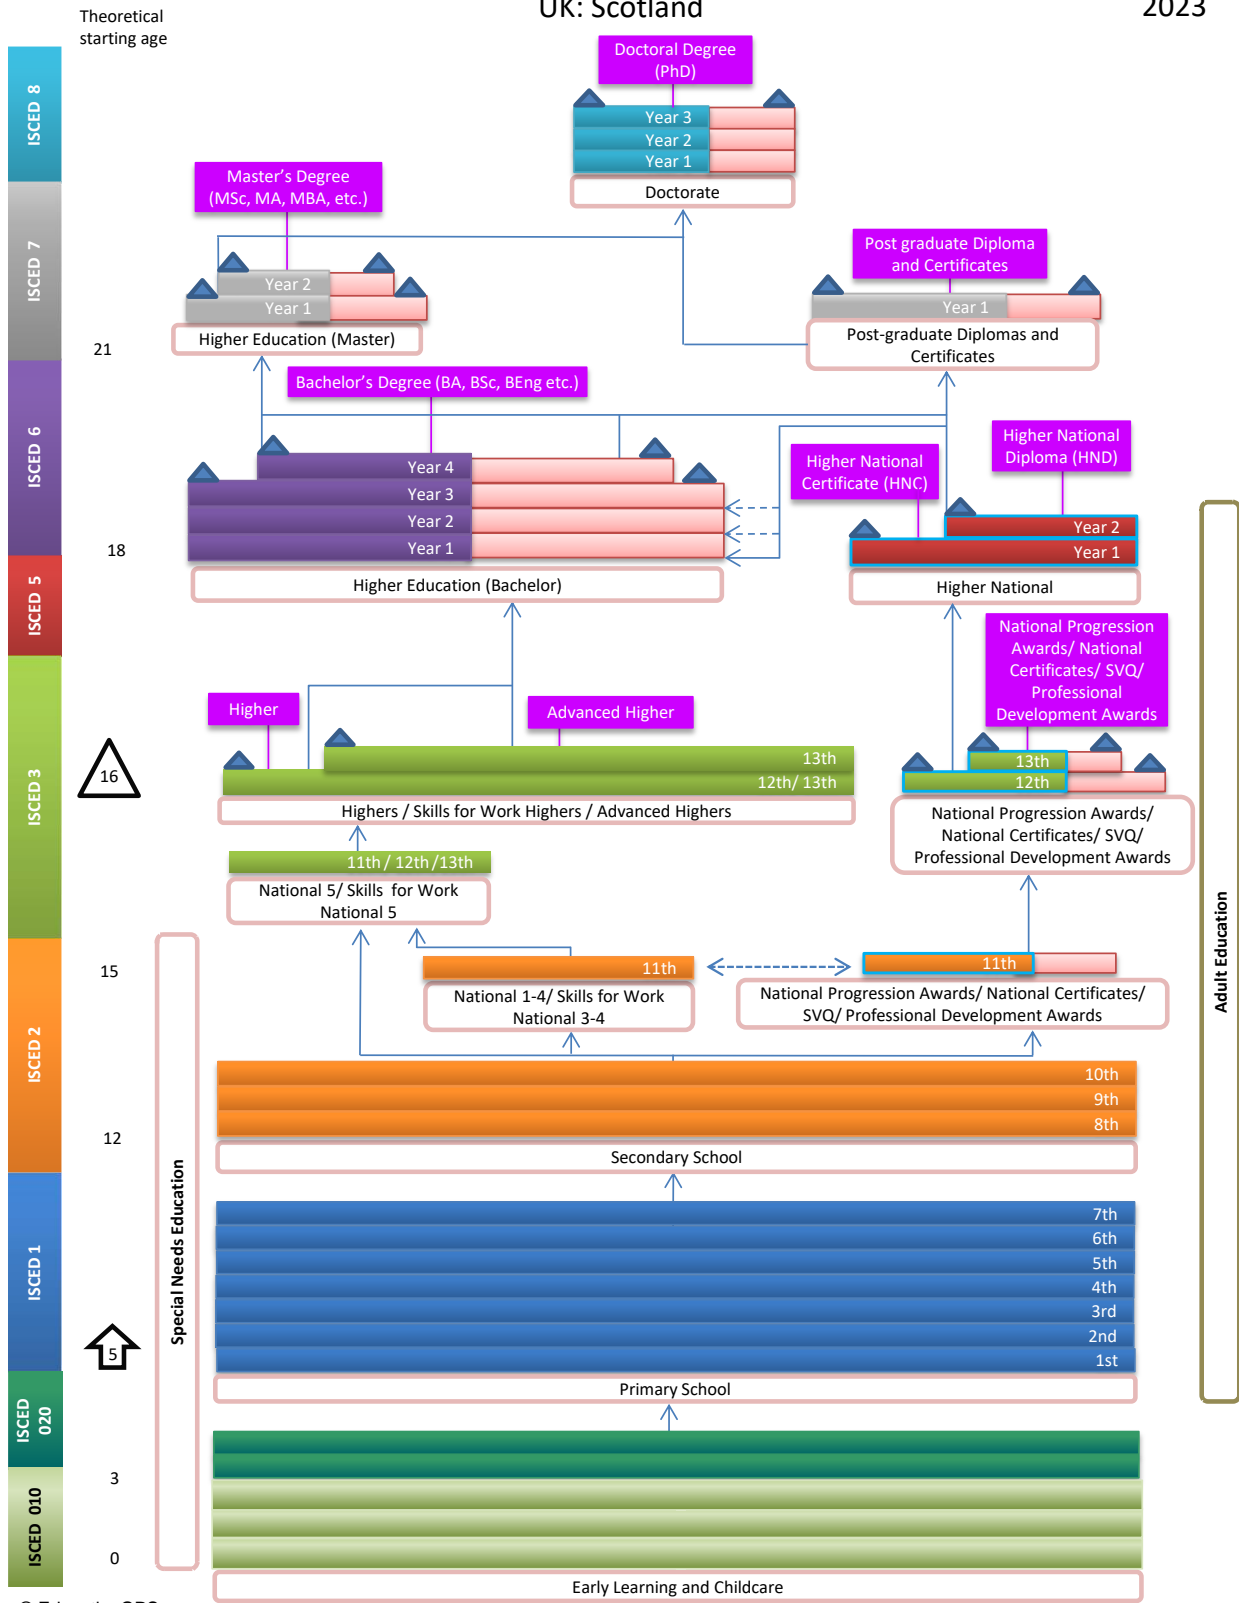 UK: Scotland
2023
Theoretical
starting age
ISCED 8
Doctoral Degree
(PhD)
Year 3
Year 2
Year 1
Doctorate
ISCED 7
Master's Degree
(MSc, MA, MBA, etc.)
Year 2
Year 1
Higher Education (Master)
Post graduate Diploma
and Certificates
Year 1
Post-graduate Diplomas and
Certificates
21
ISCED 6
Bachelor's Degree (BA, BSc, BEng etc.)
Year 4
Year 3
Year 2
Year 1
Higher Education (Bachelor)
Higher National
Certificate (HNC)
Higher National
Diploma (HND)
Year 2
Year 1
Higher National
18
ISCED 5
National Progression
Awards/ National
Certificates/ SVQ/
Professional
Development Awards
ISCED 3
Higher
Advanced Higher
13th
12th/ 13th
Highers / Skills for Work Highers / Advanced Highers
16
13th
12th
National Progression Awards/
National Certificates/ SVQ/
Professional Development Awards
11th / 12th /13th
National 5/ Skills for Work
National 5
ISCED 2
15
11th
National 1-4/ Skills for Work
National 3-4
11th
National Progression Awards/ National Certificates/
SVQ/ Professional Development Awards
10th
9th
8th
Secondary School
12
Special Needs Education
Adult Education
ISCED 1
7th
6th
5th
4th
3rd
2nd
1st
Primary School
5
ISCED
020
3
ISCED 010
0
Early Learning and Childcare